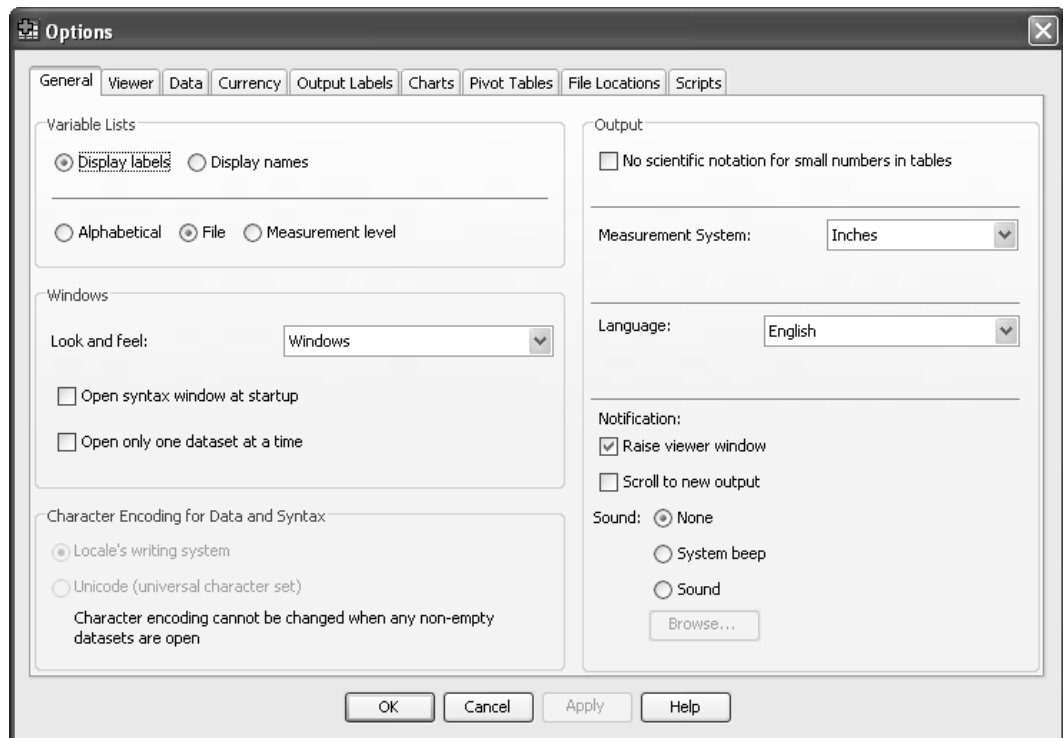 Options
General Viewer Data Currency Output Labels Charts Pivot Tables File Locations Scripts
Variable Lists
Display labels Display names
Alphabetical File Measurement level
Windows
Look and feel: Windows
Open syntax window at startup
Open only one dataset at a time
Character Encoding for Data and Syntax
Locale's writing system
Unicode (universal character set)
Character encoding cannot be changed when any non-empty
datasets are open
Output
No scientific notation for small numbers in tables
Measurement System: Inches
Language: English
Notification:
Raise viewer window
Scroll to new output
Sound: None
System beep
Sound
Browse...
OK Cancel Apply Help